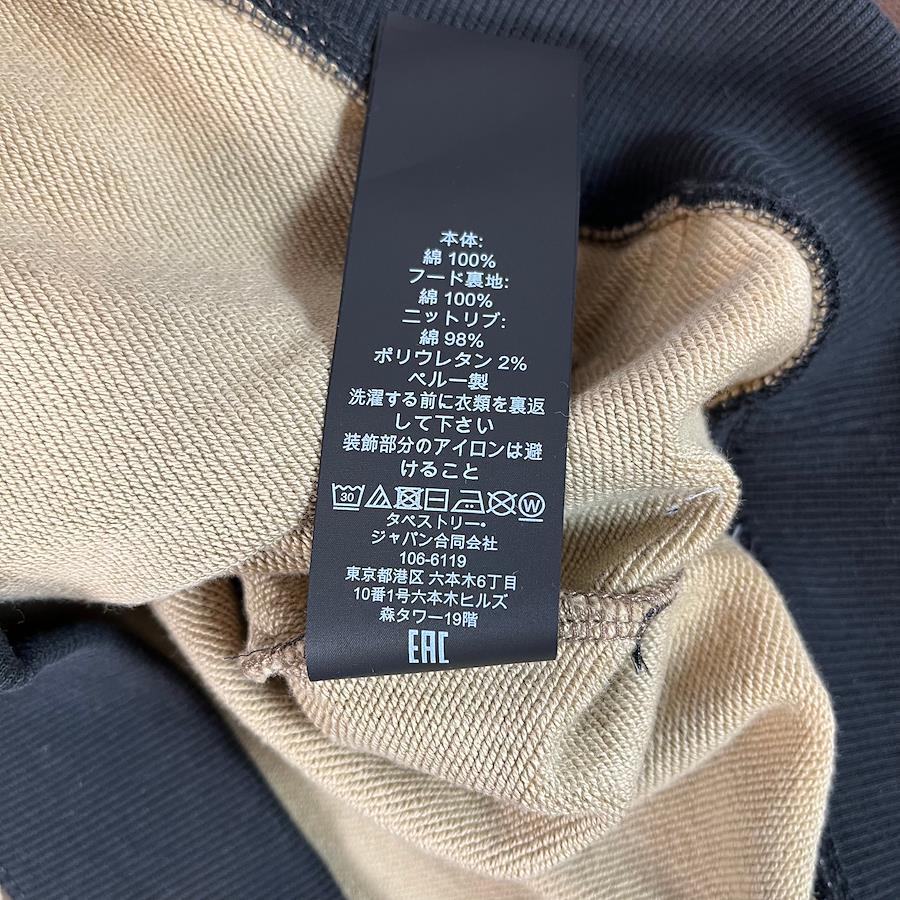 本体:
綿 100%
フード裏地:
綿 100%
ニットリブ:
綿 98%
ポリウレタン 2%
ペルー製
洗濯する前に衣類を裏返
して下さい
装飾部分のアイロンは避
けること
30 W
タペストリー・
ジャパン合同会社
106-6119
東京都港区 六本木6丁目
10番1号六本木ヒルズ
森タワー19階
EAC